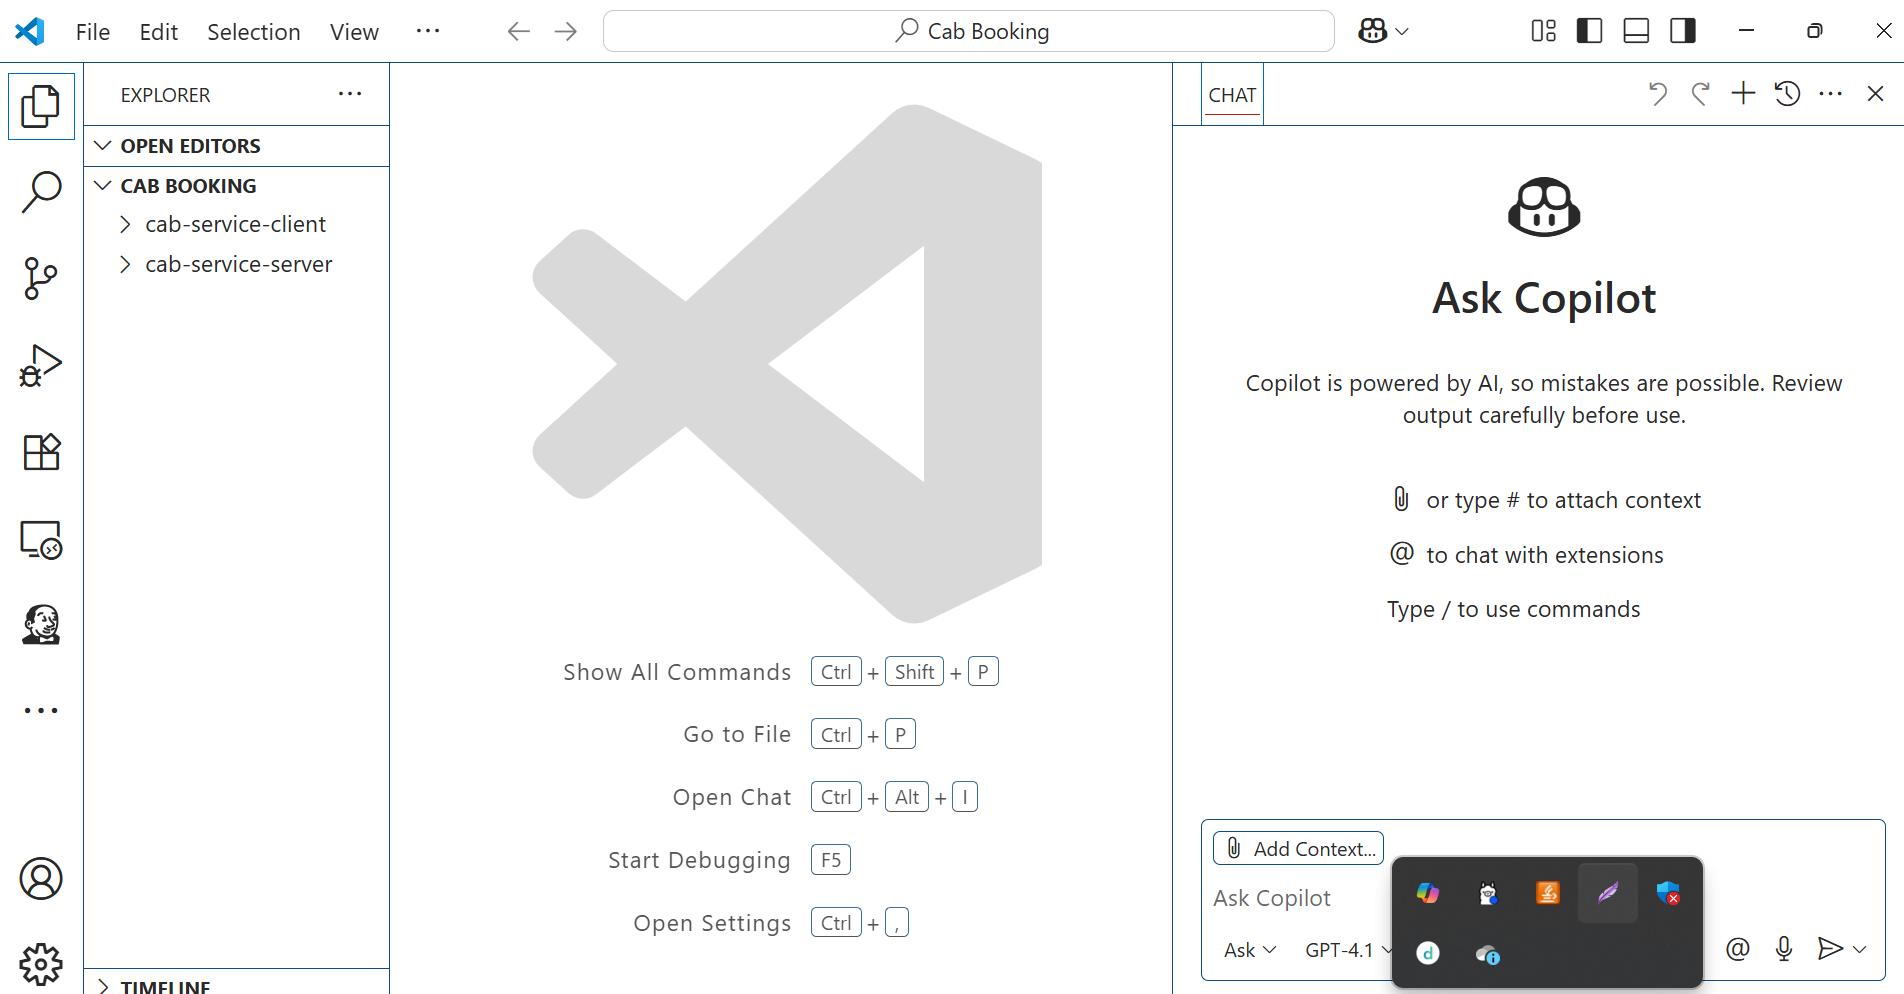 File Edit Selection View ...
Cab Booking
EXPLORER
OPEN EDITORS
CAB BOOKING
cab-service-client
cab-service-server
TIMELINE
Show All Commands Ctrl + Shift + P
Go to File Ctrl + P
Open Chat Ctrl + Alt + I
Start Debugging F5
Open Settings Ctrl + ,
CHAT
Ask Copilot
Copilot is powered by AI, so mistakes are possible. Review
output carefully before use.
or type # to attach context
@ to chat with extensions
Type / to use commands
Add Context...
Ask Copilot
Ask GPT-4.1